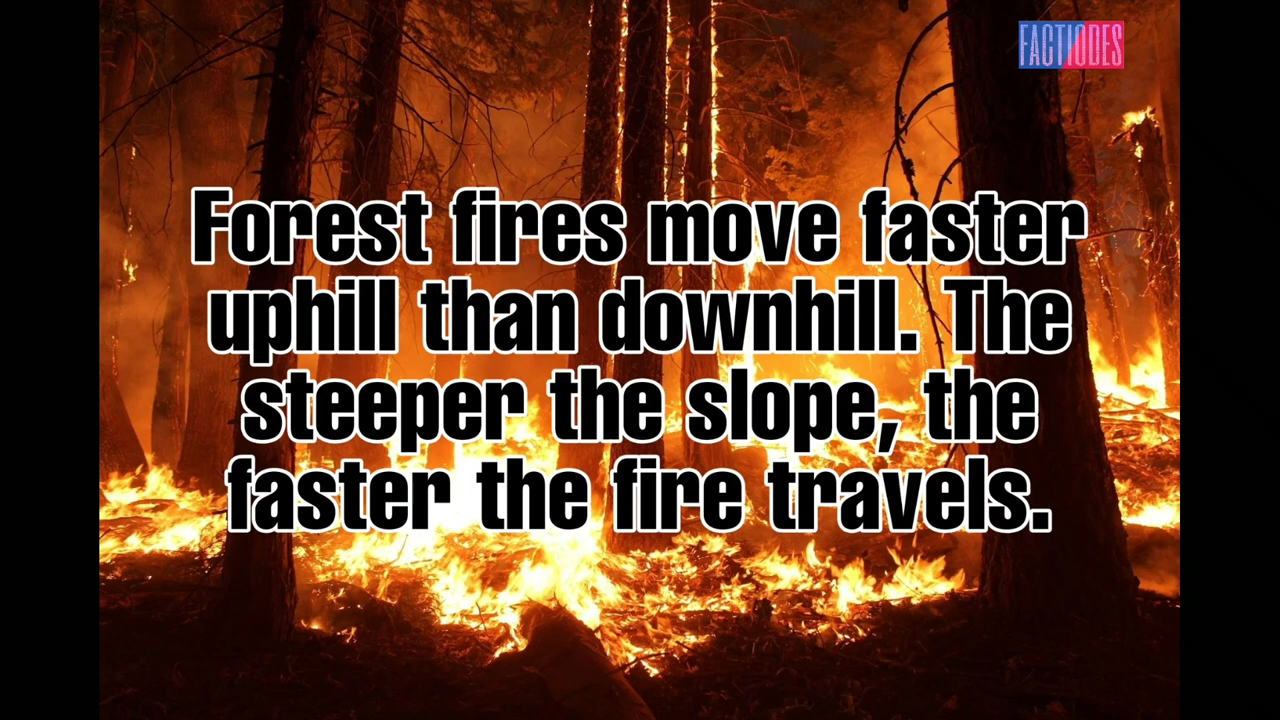 FACTIODES
Forest fires move faster
uphill than downhill. The
steeper the slope, the
faster the fire travels.